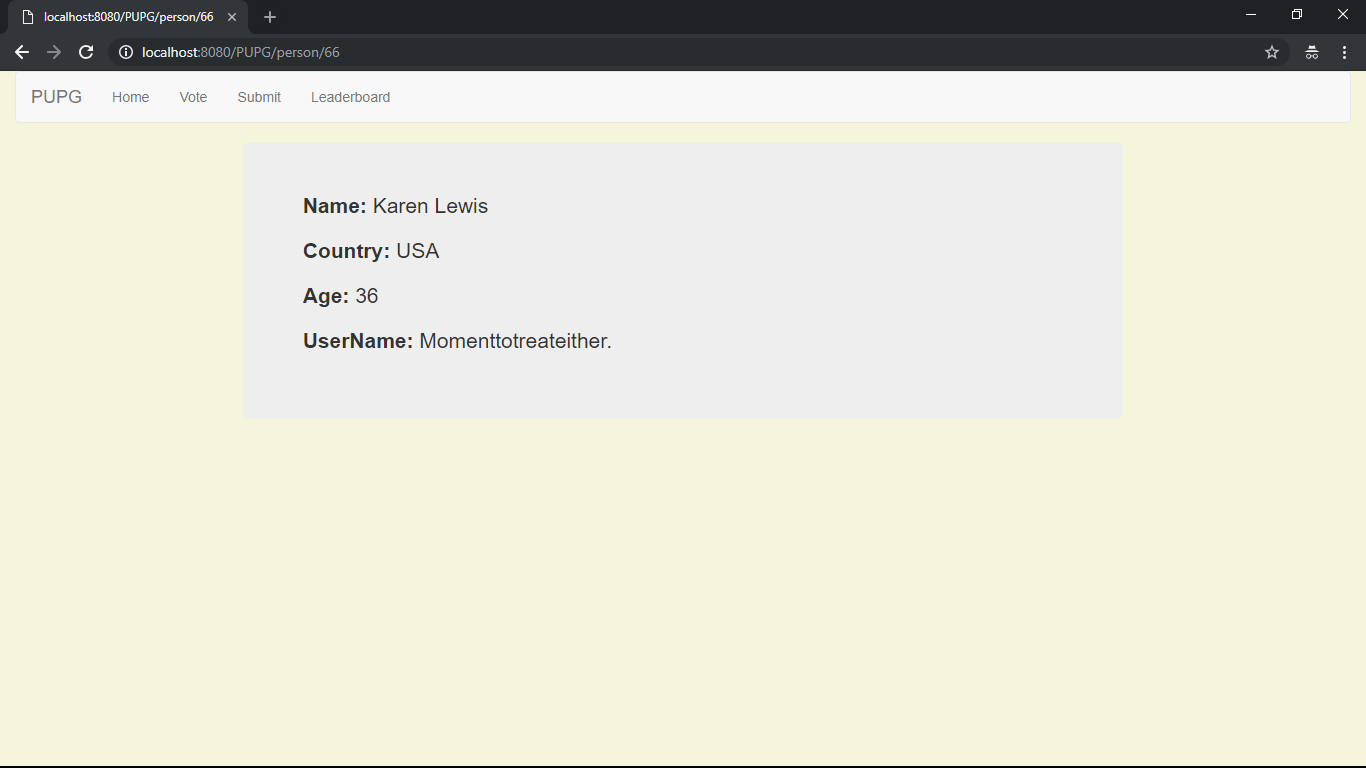 localhost:8080/PUPG/person/66
localhost:8080/PUPG/person/66
PUPG Home Vote Submit Leaderboard
Name: Karen Lewis
Country: USA
Age: 36
UserName: Momenttotreateither.